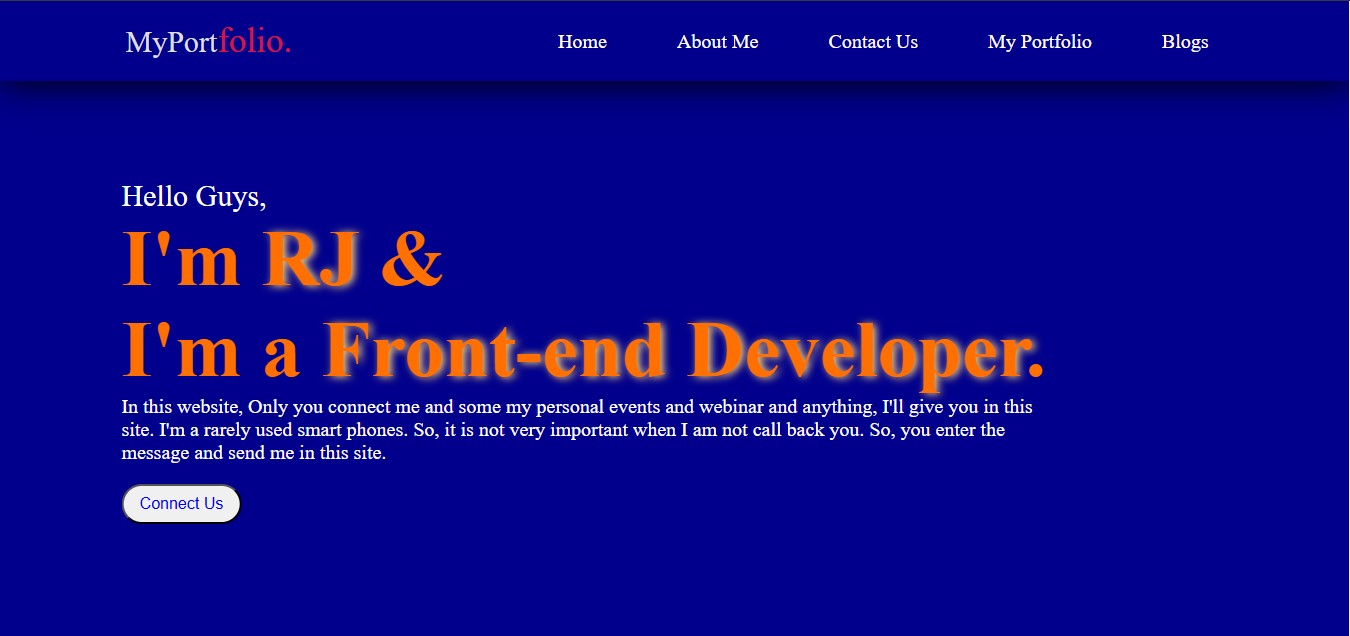 MyPortfolio.
Home About Me Contact Us My Portfolio Blogs
Hello Guys,
I'm RJ &
I'm a Front-end Developer.
In this website, Only you connect me and some my personal events and webinar and anything, I'll give you in this
site. I'm a rarely used smart phones. So, it is not very important when I am not call back you. So, you enter the
message and send me in this site.
Connect Us